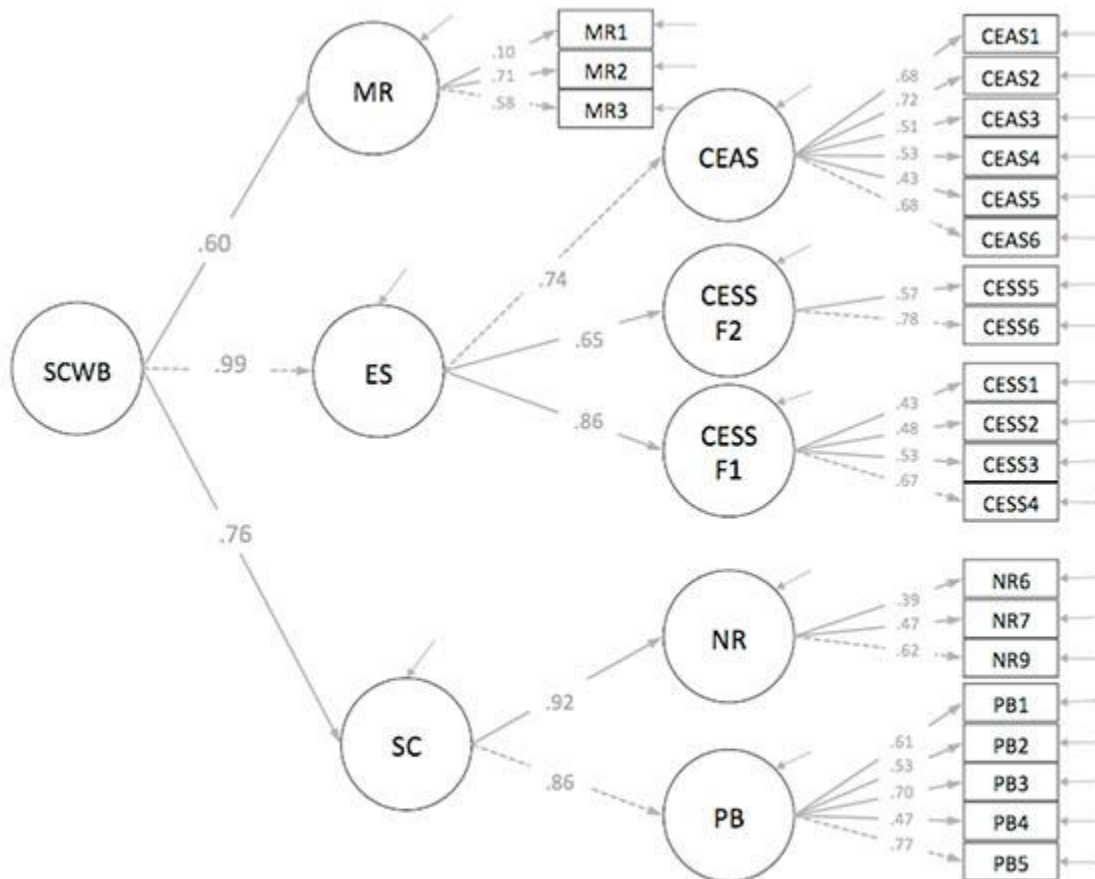 MR
.10
.71
.58
MR1
MR2
MR3
CEAS
.68
.72
.51
.53
.43
.68
CEAS1
CEAS2
CEAS3
CEAS4
CEAS5
CEAS6
.60
SCWB
.99
ES
.74
.65
.86
CESS
F2
.57
.78
CESS5
CESS6
CESS
F1
.43
.48
.53
.67
CESS1
CESS2
CESS3
CESS4
.76
SC
.92
.86
NR
.39
.47
.62
NR6
NR7
NR9
PB
.61
.53
.70
.47
.77
PB1
PB2
PB3
PB4
PB5